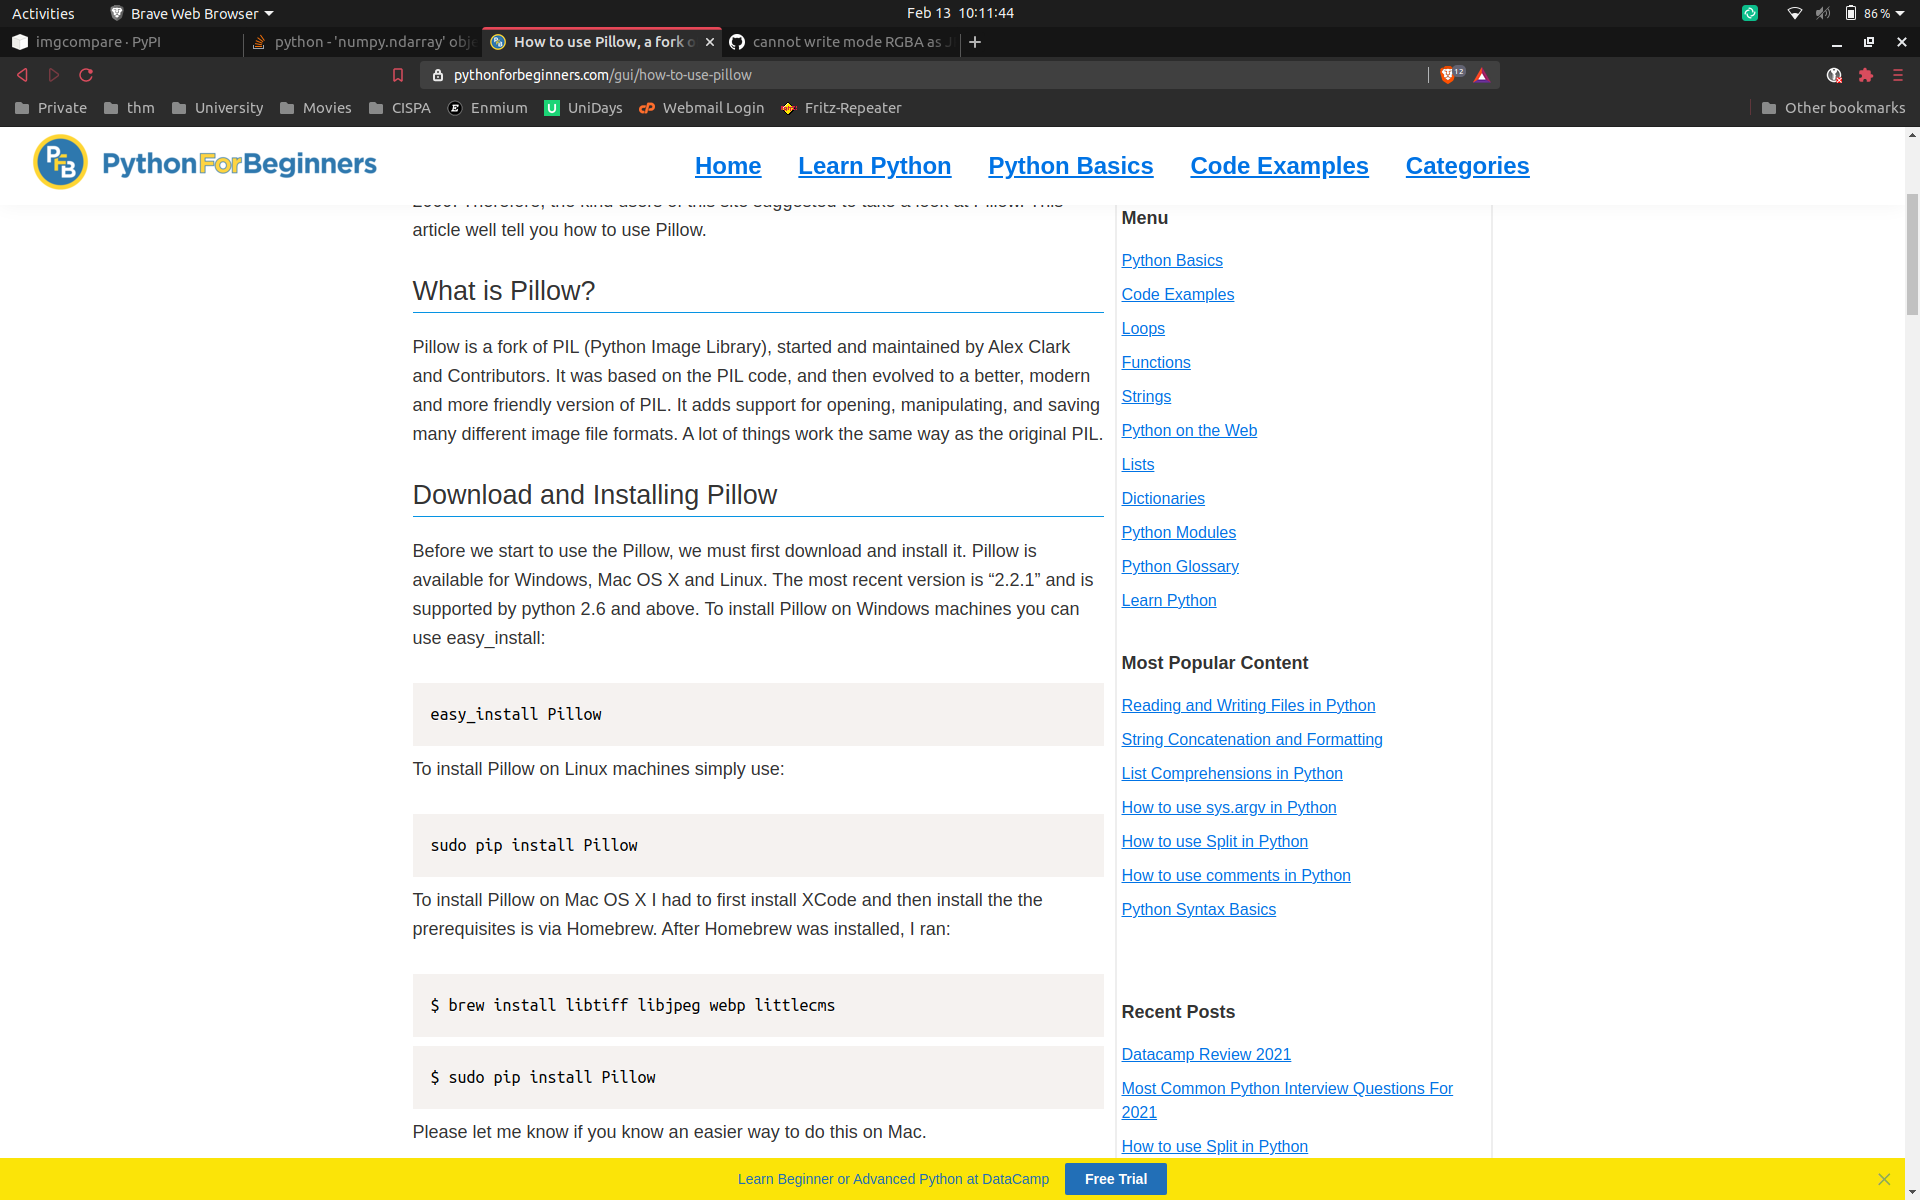 Activities
Brave Web Browser
Feb 13 10:11:44
86 %
imgcompare · PyPI
python - 'numpy.ndarray' obj
How to use Pillow, a fork o
cannot write mode RGBA as J
pythonforbeginners.com/gui/how-to-use-pillow
12
Private
thm
University
Movies
CISPA
Enmium
UniDays
Webmail Login
Fritz-Repeater
Other bookmarks
PFB
PythonForBeginners
Home
Learn Python
Python Basics
Code Examples
Categories
2009. Therefore, the kind users of this site suggested to take a look at Pillow. This
article well tell you how to use Pillow.
What is Pillow?
Pillow is a fork of PIL (Python Image Library), started and maintained by Alex Clark
and Contributors. It was based on the PIL code, and then evolved to a better, modern
and more friendly version of PIL. It adds support for opening, manipulating, and saving
many different image file formats. A lot of things work the same way as the original PIL.
Download and Installing Pillow
Before we start to use the Pillow, we must first download and install it. Pillow is
available for Windows, Mac OS X and Linux. The most recent version is “2.2.1” and is
supported by python 2.6 and above. To install Pillow on Windows machines you can
use easy_install:
easy_install Pillow
To install Pillow on Linux machines simply use:
sudo pip install Pillow
To install Pillow on Mac OS X I had to first install XCode and then install the the
prerequisites is via Homebrew. After Homebrew was installed, I ran:
$ brew install libtiff libjpeg webp littlecms
$ sudo pip install Pillow
Please let me know if you know an easier way to do this on Mac.
Menu
Python Basics
Code Examples
Loops
Functions
Strings
Python on the Web
Lists
Dictionaries
Python Modules
Python Glossary
Learn Python
Most Popular Content
Reading and Writing Files in Python
String Concatenation and Formatting
List Comprehensions in Python
How to use sys.argv in Python
How to use Split in Python
How to use comments in Python
Python Syntax Basics
Recent Posts
Datacamp Review 2021
Most Common Python Interview Questions For
2021
How to use Split in Python
Learn Beginner or Advanced Python at DataCamp
Free Trial